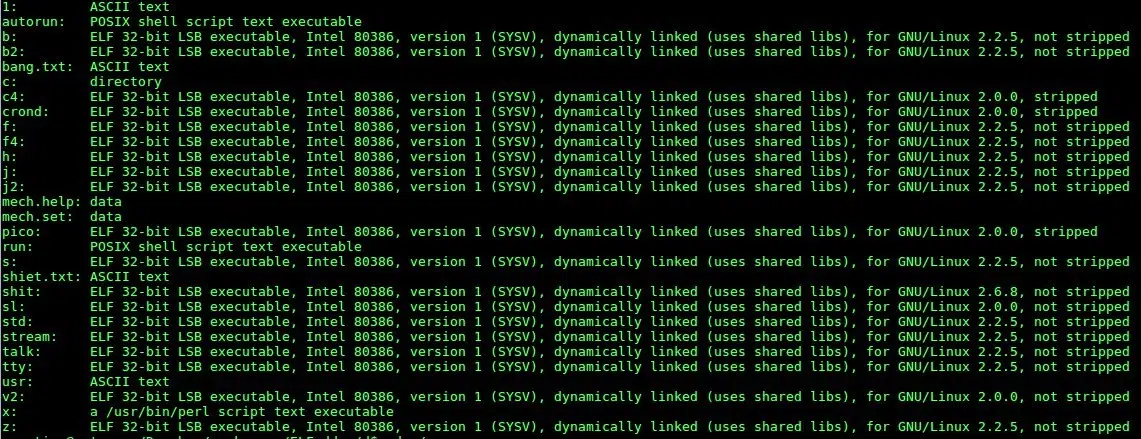 1: ASCII text
autorun: POSIX shell script text executable
b: ELF 32-bit LSB executable, Intel 80386, version 1 (SYSV), dynamically linked (uses shared libs), for GNU/Linux 2.2.5, not stripped
b2: ELF 32-bit LSB executable, Intel 80386, version 1 (SYSV), dynamically linked (uses shared libs), for GNU/Linux 2.2.5, not stripped
bang.txt: ASCII text
c: directory
c4: ELF 32-bit LSB executable, Intel 80386, version 1 (SYSV), dynamically linked (uses shared libs), for GNU/Linux 2.0.0, stripped
crond: ELF 32-bit LSB executable, Intel 80386, version 1 (SYSV), dynamically linked (uses shared libs), for GNU/Linux 2.0.0, stripped
f: ELF 32-bit LSB executable, Intel 80386, version 1 (SYSV), dynamically linked (uses shared libs), for GNU/Linux 2.2.5, not stripped
f4: ELF 32-bit LSB executable, Intel 80386, version 1 (SYSV), dynamically linked (uses shared libs), for GNU/Linux 2.2.5, not stripped
h: ELF 32-bit LSB executable, Intel 80386, version 1 (SYSV), dynamically linked (uses shared libs), for GNU/Linux 2.2.5, not stripped
j: ELF 32-bit LSB executable, Intel 80386, version 1 (SYSV), dynamically linked (uses shared libs), for GNU/Linux 2.2.5, not stripped
j2: ELF 32-bit LSB executable, Intel 80386, version 1 (SYSV), dynamically linked (uses shared libs), for GNU/Linux 2.2.5, not stripped
mech.help: data
mech.set: data
pico: ELF 32-bit LSB executable, Intel 80386, version 1 (SYSV), dynamically linked (uses shared libs), for GNU/Linux 2.0.0, stripped
run: POSIX shell script text executable
s: ELF 32-bit LSB executable, Intel 80386, version 1 (SYSV), dynamically linked (uses shared libs), for GNU/Linux 2.2.5, not stripped
shiet.txt: ASCII text
shit: ELF 32-bit LSB executable, Intel 80386, version 1 (SYSV), dynamically linked (uses shared libs), for GNU/Linux 2.6.8, not stripped
sl: ELF 32-bit LSB executable, Intel 80386, version 1 (SYSV), dynamically linked (uses shared libs), for GNU/Linux 2.0.0, not stripped
std: ELF 32-bit LSB executable, Intel 80386, version 1 (SYSV), dynamically linked (uses shared libs), for GNU/Linux 2.2.5, not stripped
stream: ELF 32-bit LSB executable, Intel 80386, version 1 (SYSV), dynamically linked (uses shared libs), for GNU/Linux 2.2.5, not stripped
talk: ELF 32-bit LSB executable, Intel 80386, version 1 (SYSV), dynamically linked (uses shared libs), for GNU/Linux 2.2.5, not stripped
tty: ELF 32-bit LSB executable, Intel 80386, version 1 (SYSV), dynamically linked (uses shared libs), for GNU/Linux 2.2.5, not stripped
usr: ASCII text
v2: ELF 32-bit LSB executable, Intel 80386, version 1 (SYSV), dynamically linked (uses shared libs), for GNU/Linux 2.0.0, not stripped
x: a /usr/bin/perl script text executable
z: ELF 32-bit LSB executable, Intel 80386, version 1 (SYSV), dynamically linked (uses shared libs), for GNU/Linux 2.2.5, not stripped